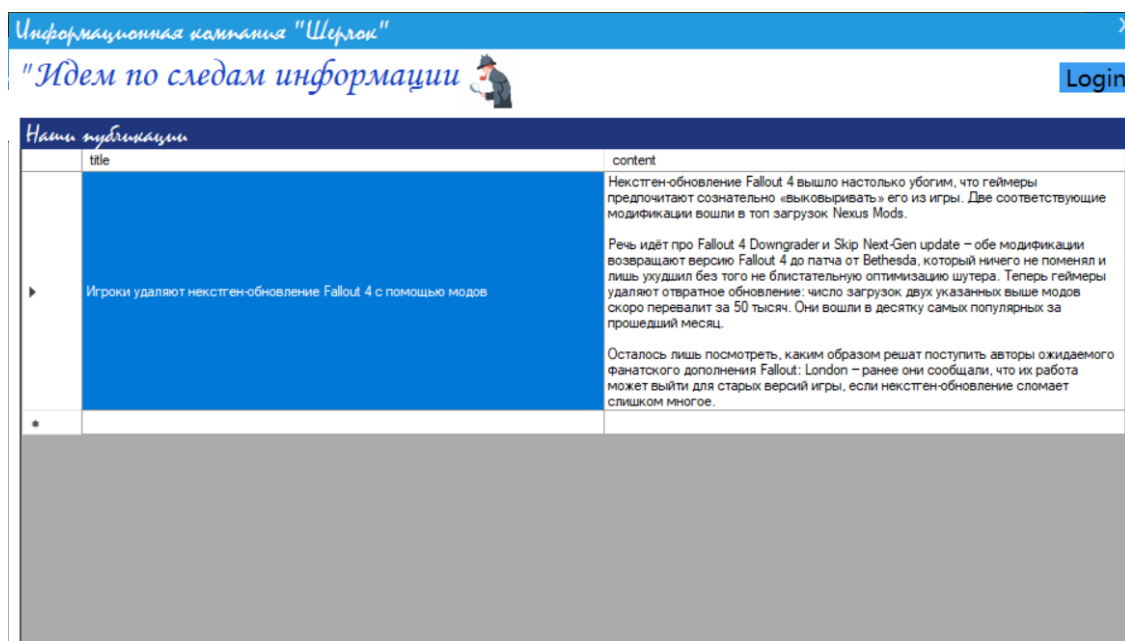 Информационная компания "Шерлок"
X
"Идем по следам информации
Login
Наши публикации
title
content
Игроки удаляют некстген-обновление Fallout 4 с помощью модов
Некстген-обновление Fallout 4 вышло настолько убогим, что геймеры
предпочитают сознательно «выковыривать» его из игры. Две соответствующие
модификации вошли в топ загрузок Nexus Mods.
Речь идёт про Fallout 4 Downgrader и Skip Next-Gen update – обе модификации
возвращают версию Fallout 4 до патча от Bethesda, который ничего не поменял и
лишь ухудшил без того не блистательную оптимизацию шутера. Теперь геймеры
удаляют отвратное обновление: число загрузок двух указанных выше модов
скоро перевалит за 50 тысяч. Они вошли в десятку самых популярных за
прошедший месяц.
Осталось лишь посмотреть, каким образом решат поступить авторы ожидаемого
фанатского дополнения Fallout: London – ранее они сообщали, что их работа
может выйти для старых версий игры, если некстген-обновление сломает
слишком многое.